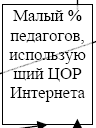 Малый %
педагогов,
использую
щий ЦОР
Интернета